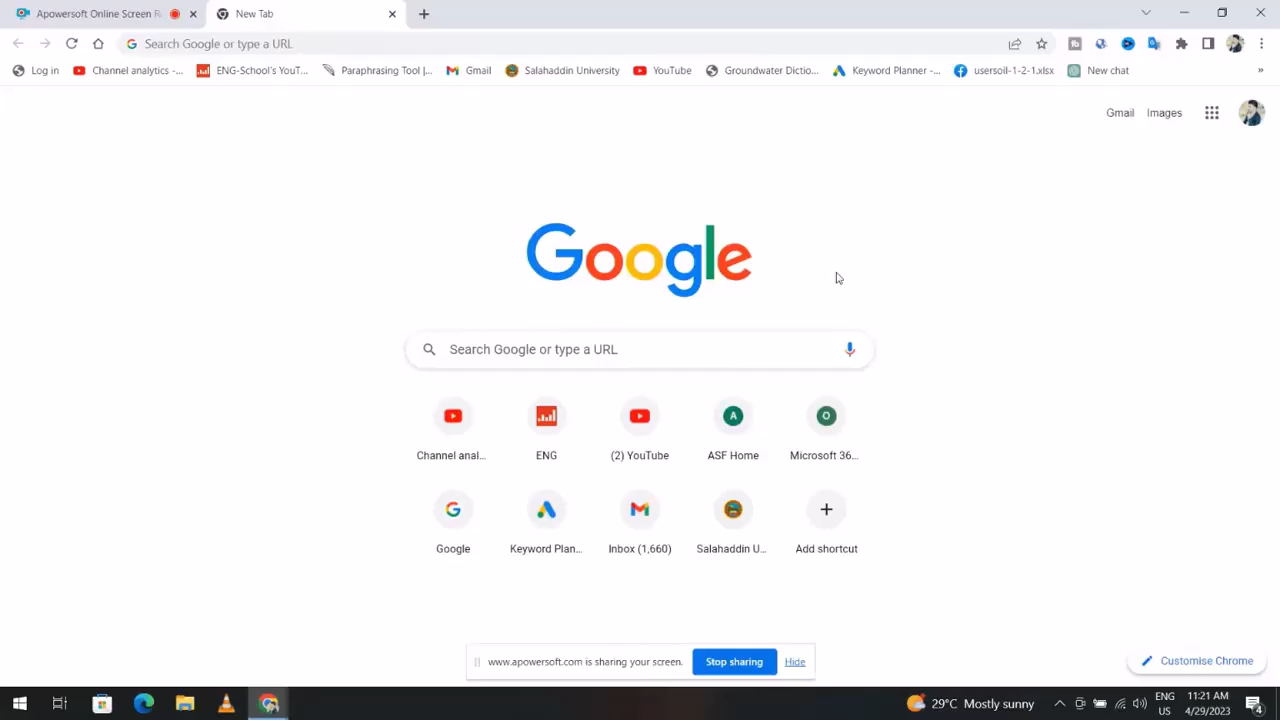 Apowersoft Online Screen R
New Tab
Search Google or type a URL
Log in
Channel analytics -...
ENG-School's YouT...
Paraphrasing Tool |...
Gmail
Salahaddin University
YouTube
Groundwater Dictio...
Keyword Planner -...
usersoil-1-2-1.xlsx
New chat
»
Gmail
Images
Google
Search Google or type a URL
Channel anal...
ENG
(2) YouTube
A
ASF Home
O
Microsoft 36...
Google
Keyword Plan...
Inbox (1,660)
Salahaddin U...
Add shortcut
www.apowersoft.com is sharing your screen.
Stop sharing
Hide
Customise Chrome
29°C Mostly sunny
ENG
US
11:21 AM
4/29/2023
4